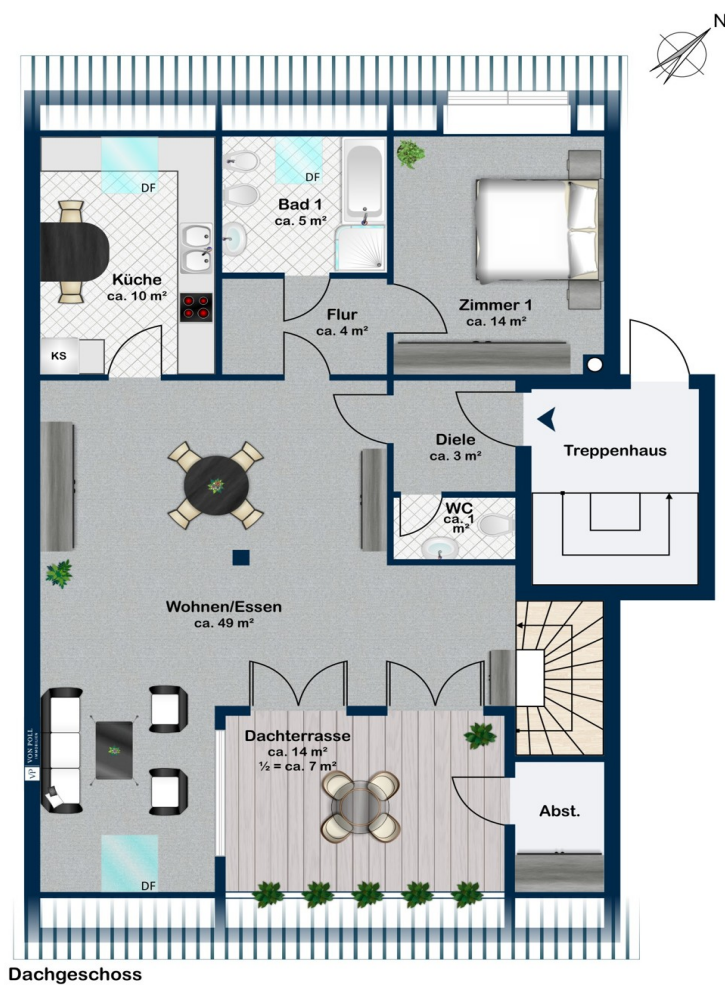 N
DF
DF
Bad 1
ca. 5 m²
Küche
ca. 10 m²
Flur
ca. 4 m²
Zimmer 1
ca. 14 m²
KS
Diele
ca. 3 m²
Treppenhaus
WC
ca. 1
m²
Wohnen/Essen
ca. 49 m²
VP VON POLL
IMMOBILIEN
Dachterrasse
ca. 14 m²
½ = ca. 7 m²
Abst.
DF
Dachgeschoss